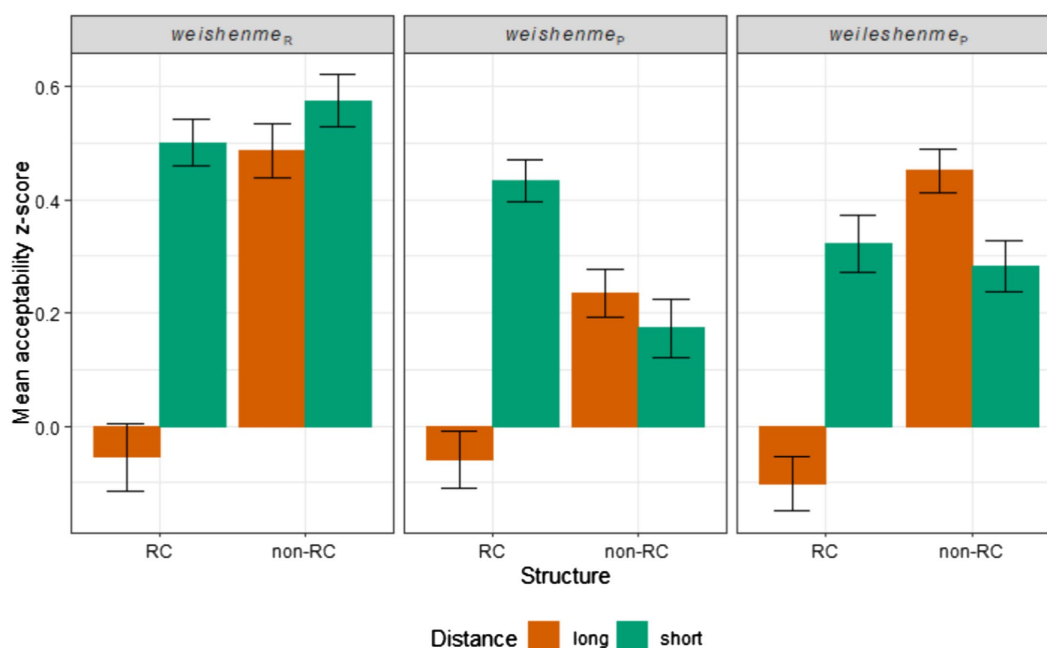 weishenmeR weishenmeP weileshenmeP
0.6
0.4
0.2
0.0
Mean acceptability z-score
RC non-RC RC non-RC RC non-RC
Structure
Distance long short